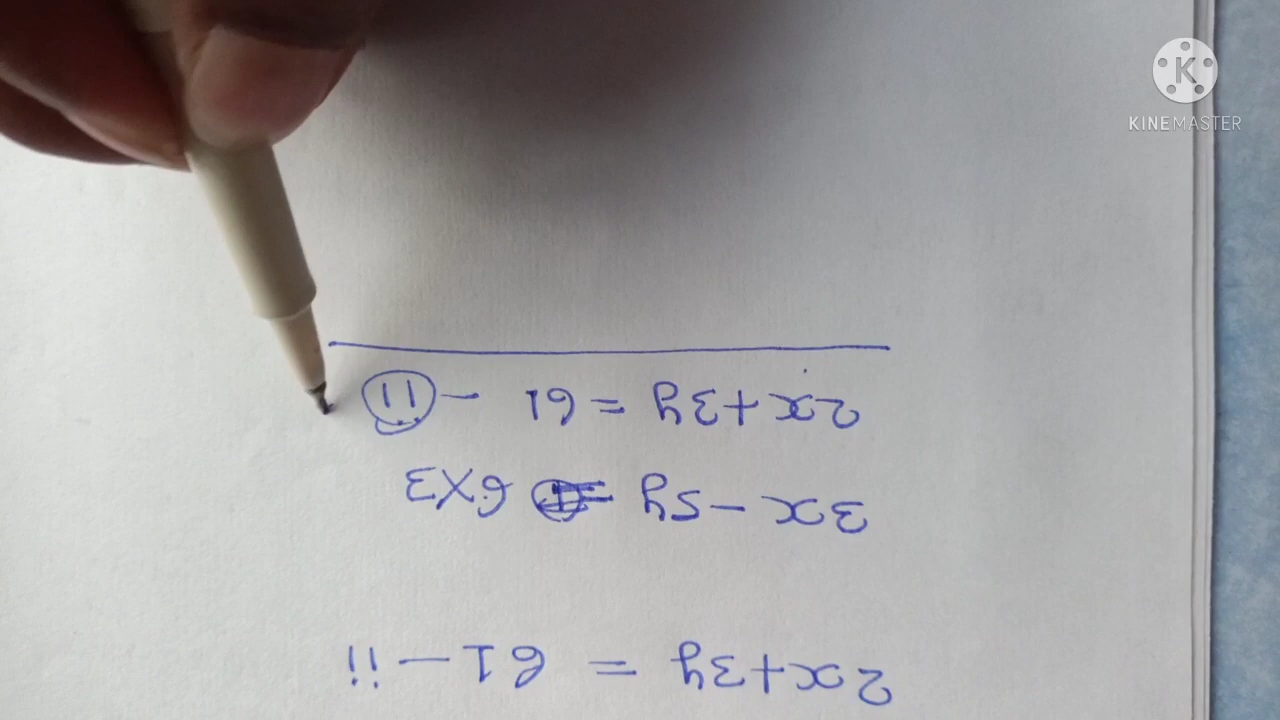 2x+3y = 61 - ii
3x - 5y = 6×3
2x+3y = 61 - ii
KINEMASTER